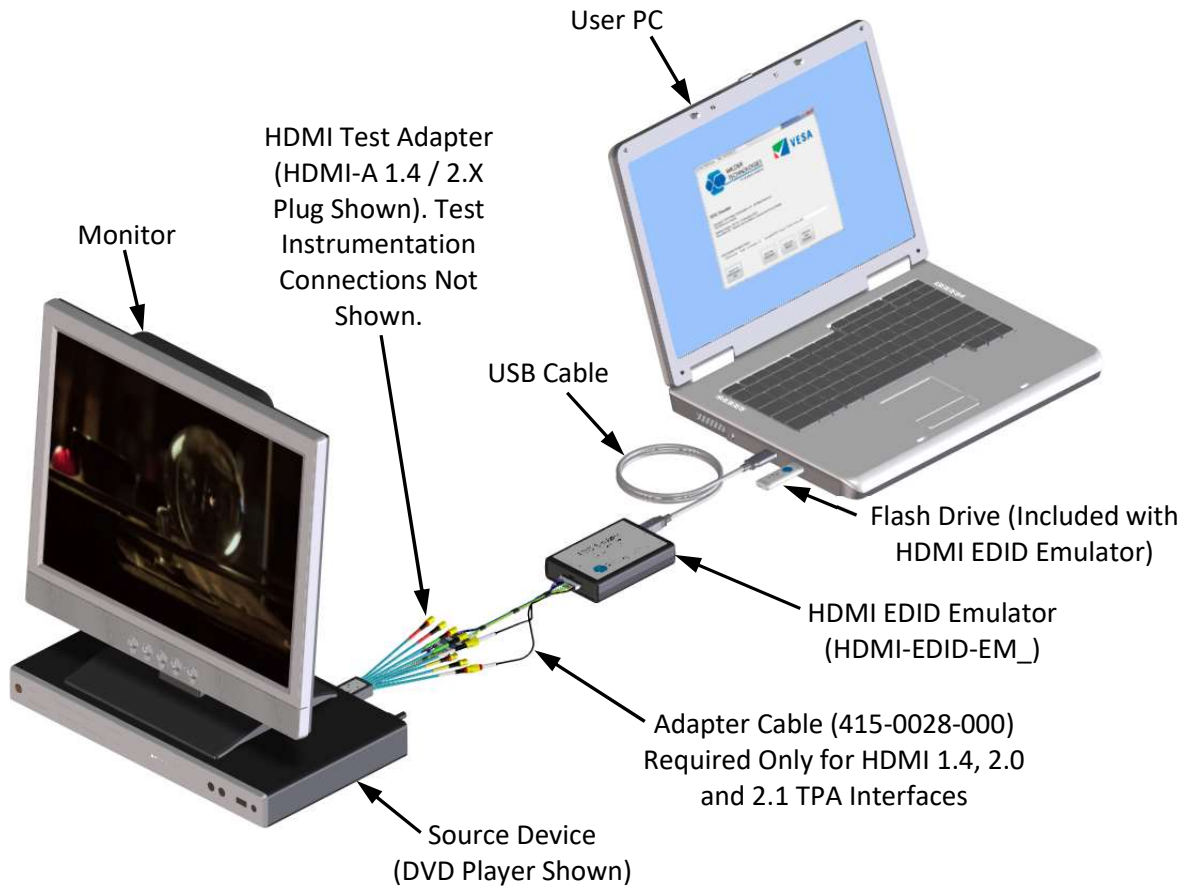 User PC
HDMI Test Adapter
(HDMI-A 1.4 / 2.X
Plug Shown). Test
Instrumentation
Connections Not
Shown.
Monitor
VESA
WILDER
TECHNOLOGIES
USB Cable
Flash Drive (Included with
HDMI EDID Emulator)
HDMI EDID Emulator
(HDMI-EDID-EM_)
Adapter Cable (415-0028-000)
Required Only for HDMI 1.4, 2.0
and 2.1 TPA Interfaces
Source Device
(DVD Player Shown)